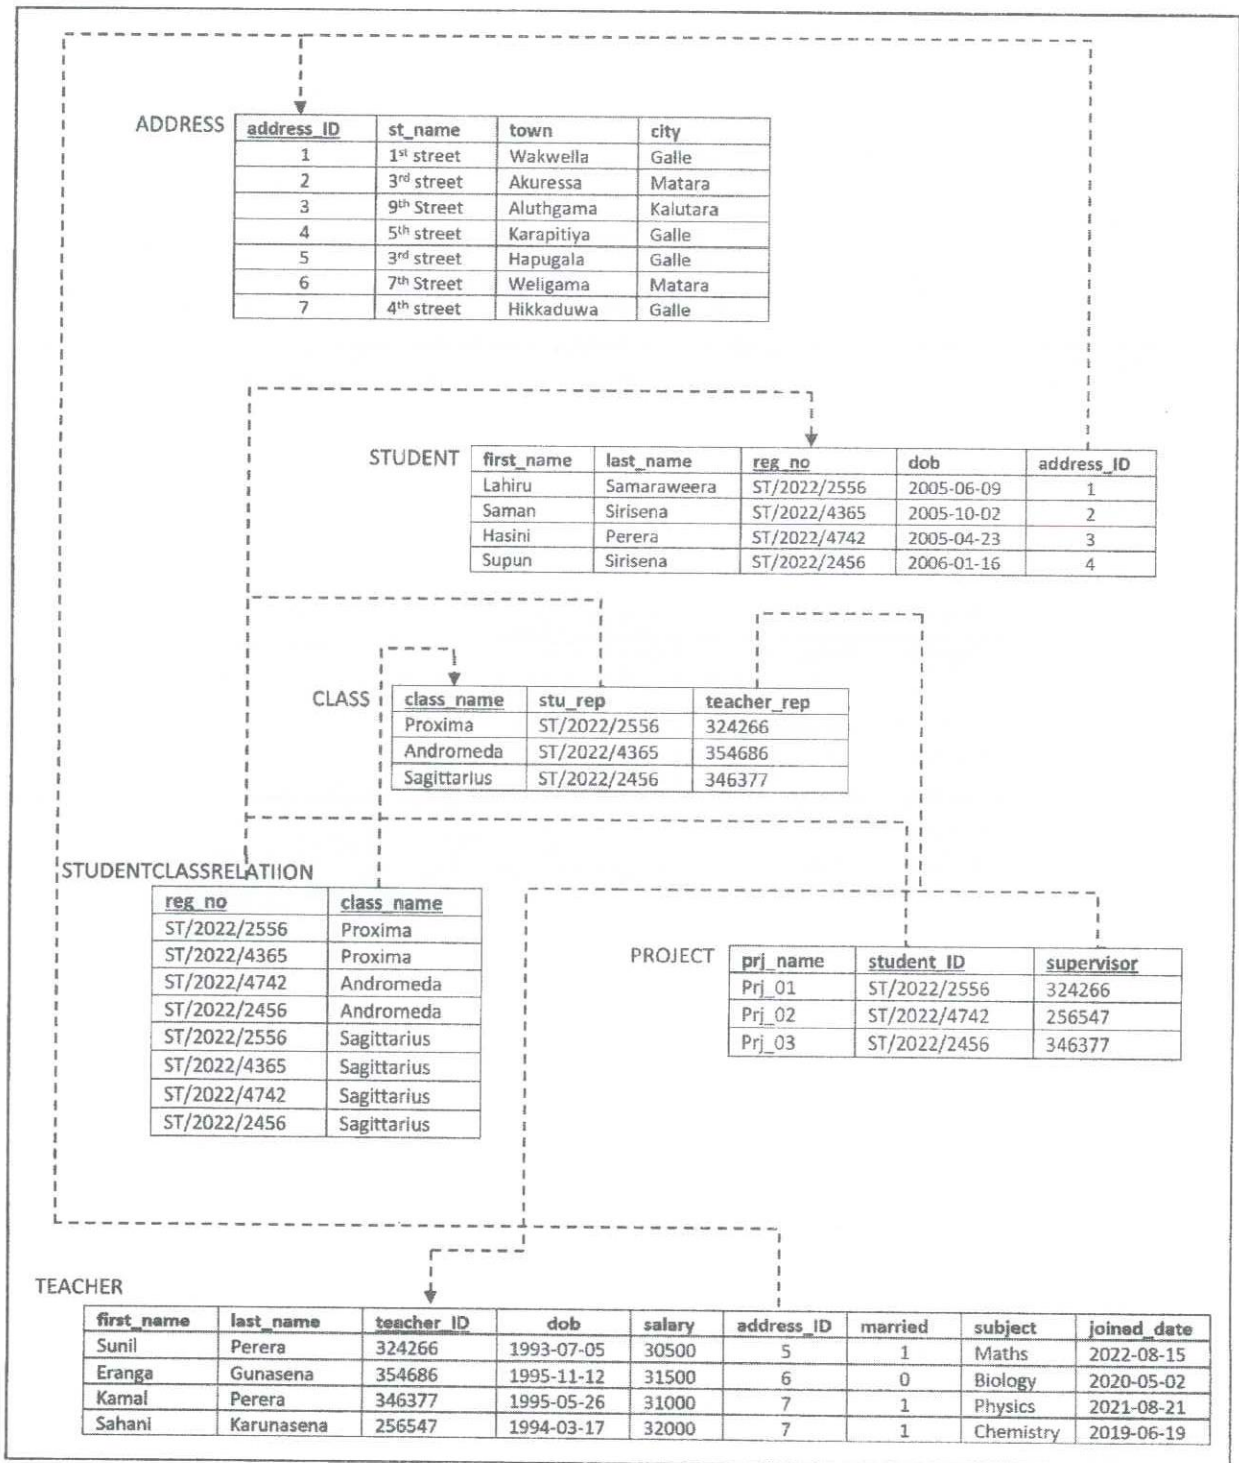 ADDRESS
address_ID st_name town city
1 1st street Wakwella Galle
2 3rd street Akuressa Matara
3 9th Street Aluthgama Kalutara
4 5th street Karapitiya Galle
5 3rd street Hapugala Galle
6 7th Street Weligama Matara
7 4th street Hikkaduwa Galle
STUDENT
first_name last_name reg_no dob address_ID
Lahiru Samaraweera ST/2022/2556 2005-06-09 1
Saman Sirisena ST/2022/4365 2005-10-02 2
Hasini Perera ST/2022/4742 2005-04-23 3
Supun Sirisena ST/2022/2456 2006-01-16 4
CLASS
class_name stu_rep teacher_rep
Proxima ST/2022/2556 324266
Andromeda ST/2022/4365 354686
Sagittarius ST/2022/2456 346377
STUDENTCLASSRELATIION
reg_no class_name
ST/2022/2556 Proxima
ST/2022/4365 Proxima
ST/2022/4742 Andromeda
ST/2022/2456 Andromeda
ST/2022/2556 Sagittarius
ST/2022/4365 Sagittarius
ST/2022/4742 Sagittarius
ST/2022/2456 Sagittarius
PROJECT
prj_name student_ID supervisor
Prj_01 ST/2022/2556 324266
Prj_02 ST/2022/4742 256547
Prj_03 ST/2022/2456 346377
TEACHER
first_name last_name teacher_ID dob salary address_ID married subject joined_date
Sunil Perera 324266 1993-07-05 30500 5 1 Maths 2022-08-15
Eranga Gunasena 354686 1995-11-12 31500 6 0 Biology 2020-05-02
Kamal Perera 346377 1995-05-26 31000 7 1 Physics 2021-08-21
Sahani Karunasena 256547 1994-03-17 32000 7 1 Chemistry 2019-06-19